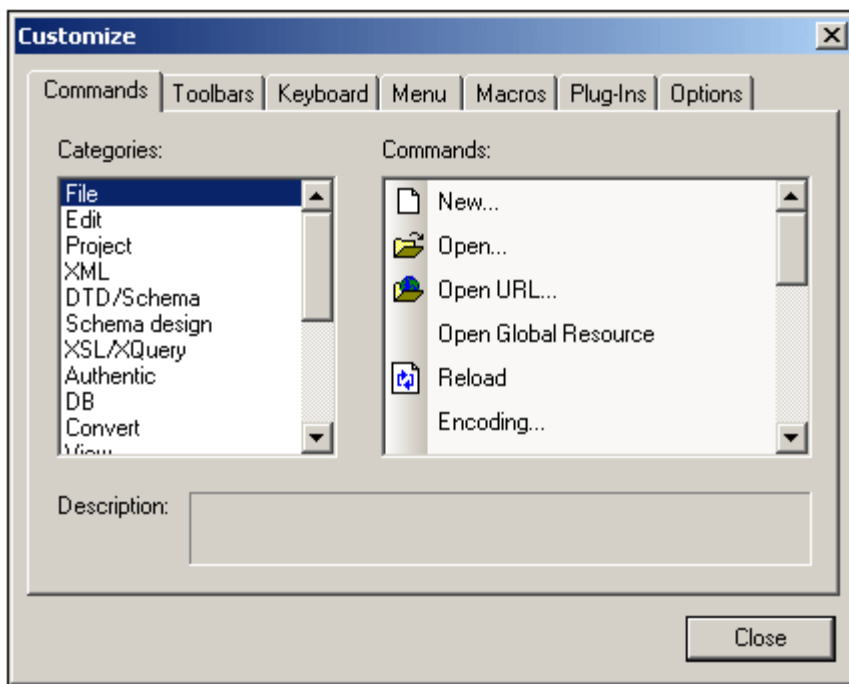 Customize
Commands Toolbars Keyboard Menu Macros Plug-Ins Options
Categories:
File
Edit
Project
XML
DTD/Schema
Schema design
XSL/XQuery
Authentic
DB
Convert
View
Commands:
New...
Open...
Open URL...
Open Global Resource
Reload
Encoding...
Description:
Close